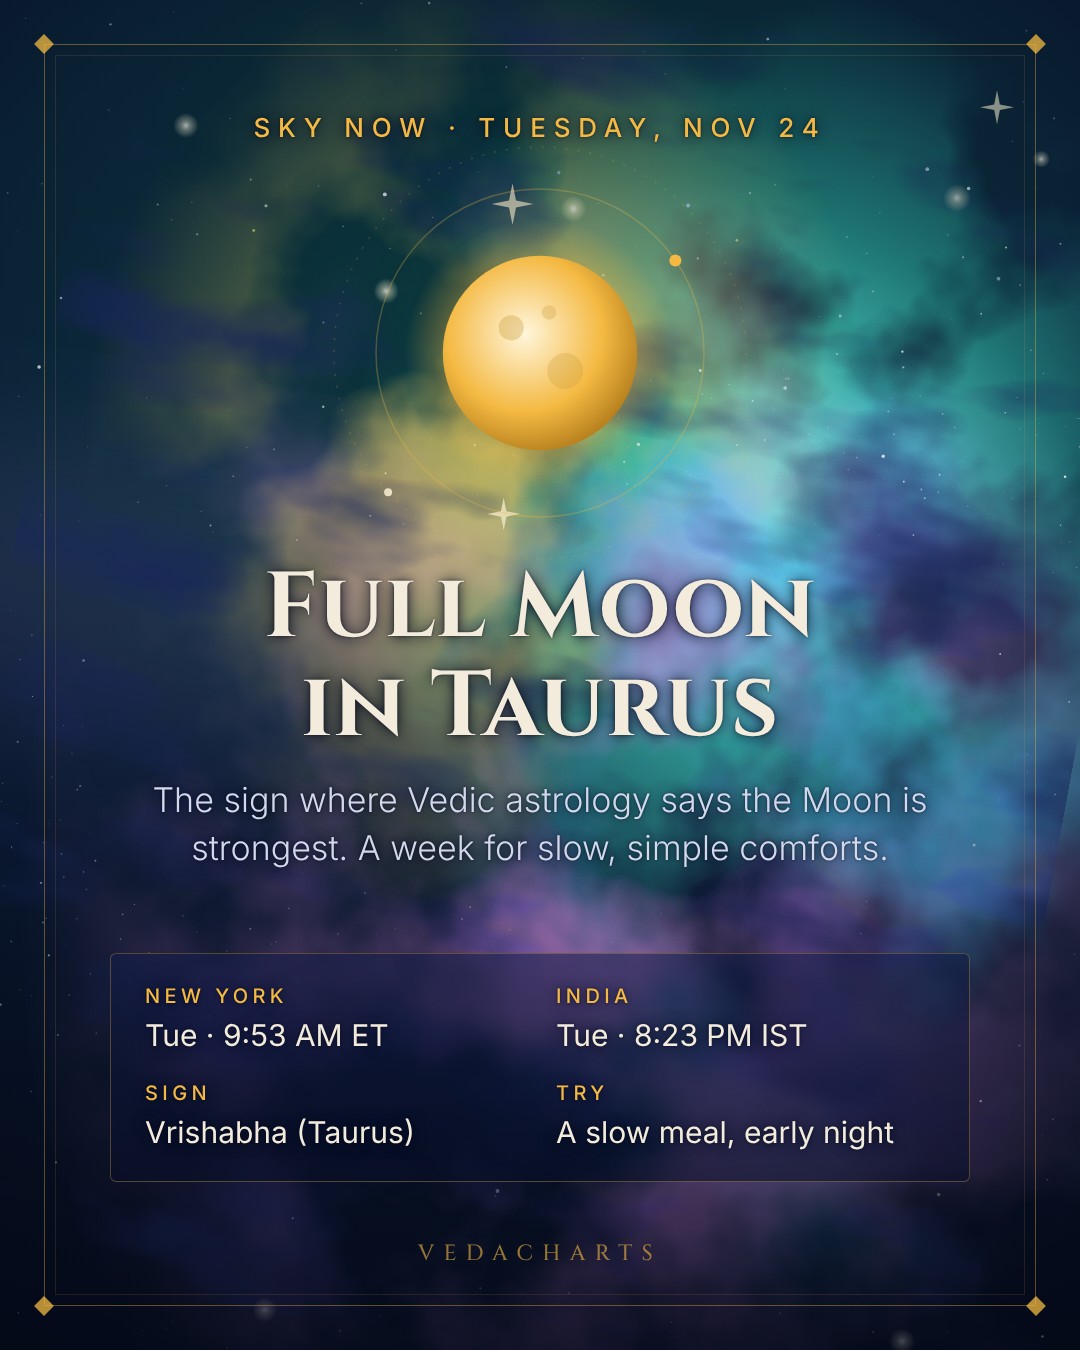 SKY NOW · TUESDAY, NOV 24
FULL MOON
IN TAURUS
The sign where Vedic astrology says the Moon is
strongest. A week for slow, simple comforts.
NEW YORK
Tue · 9:53 AM ET
INDIA
Tue · 8:23 PM IST
SIGN
Vrishabha (Taurus)
TRY
A slow meal, early night
VEDACHARTS